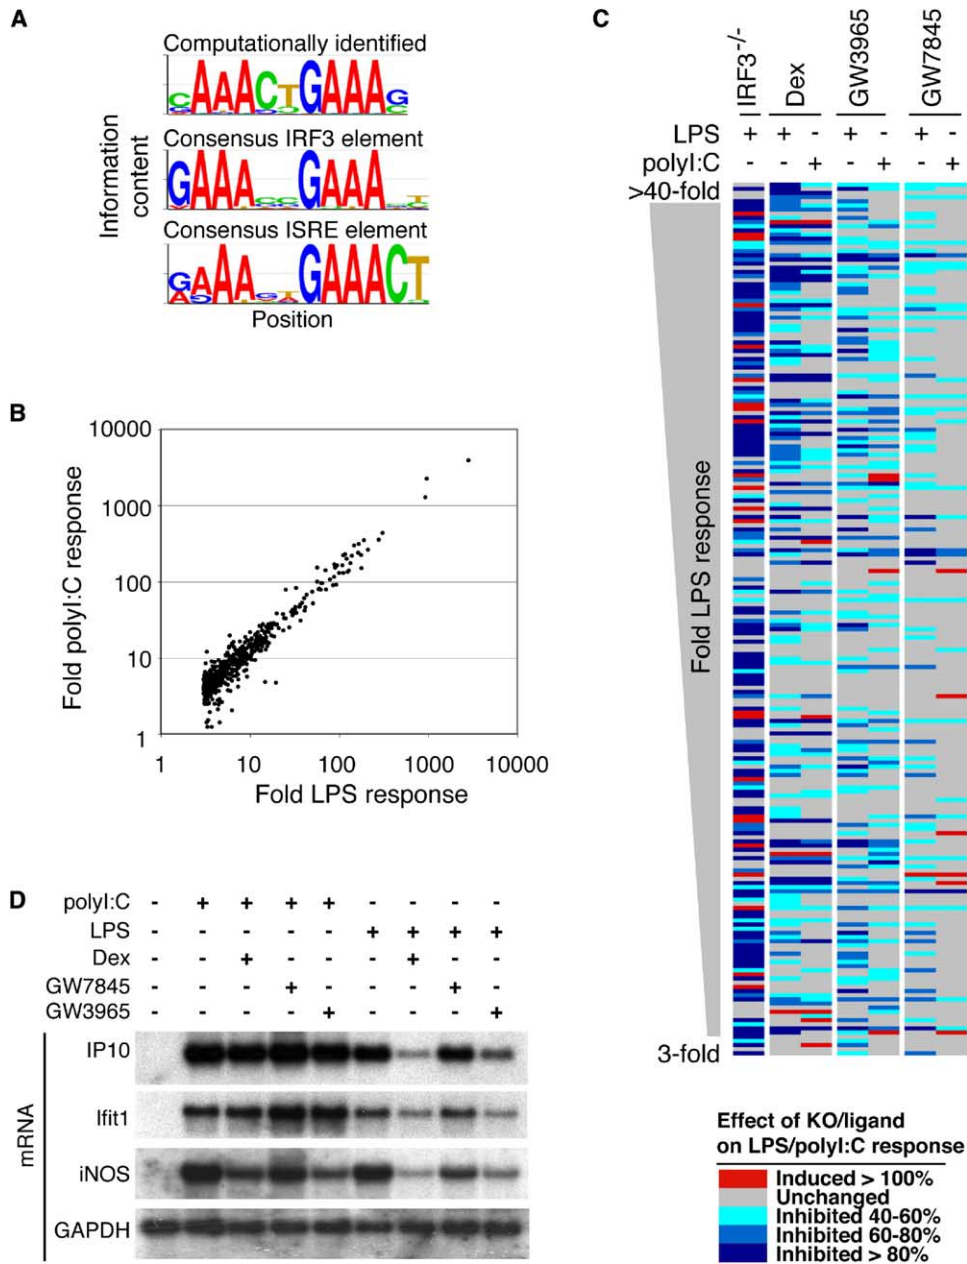 A
Computationally identified
CAAACTGAAAG
Consensus IRF3 element
GAAACCGAAA
Consensus ISRE element
GAAAGTGAAACT
Information content
Position
B
10000
1000
100
10
1
1
10
100
1000
10000
Fold polyI:C response
Fold LPS response
C
IRF3-/-
Dex
GW3965
GW7845
LPS + + - + - + -
polyI:C - - + - + - +
>40-fold
Fold LPS response
3-fold
Effect of KO/ligand
on LPS/polyI:C response
Induced > 100%
Unchanged
Inhibited 40-60%
Inhibited 60-80%
Inhibited > 80%
D
polyI:C - + + + + - - - -
LPS - - - - - + + + +
Dex - - + - - - + - -
GW7845 - - - + - - - + -
GW3965 - - - - + - - - +
mRNA
IP10
Ifit1
iNOS
GAPDH